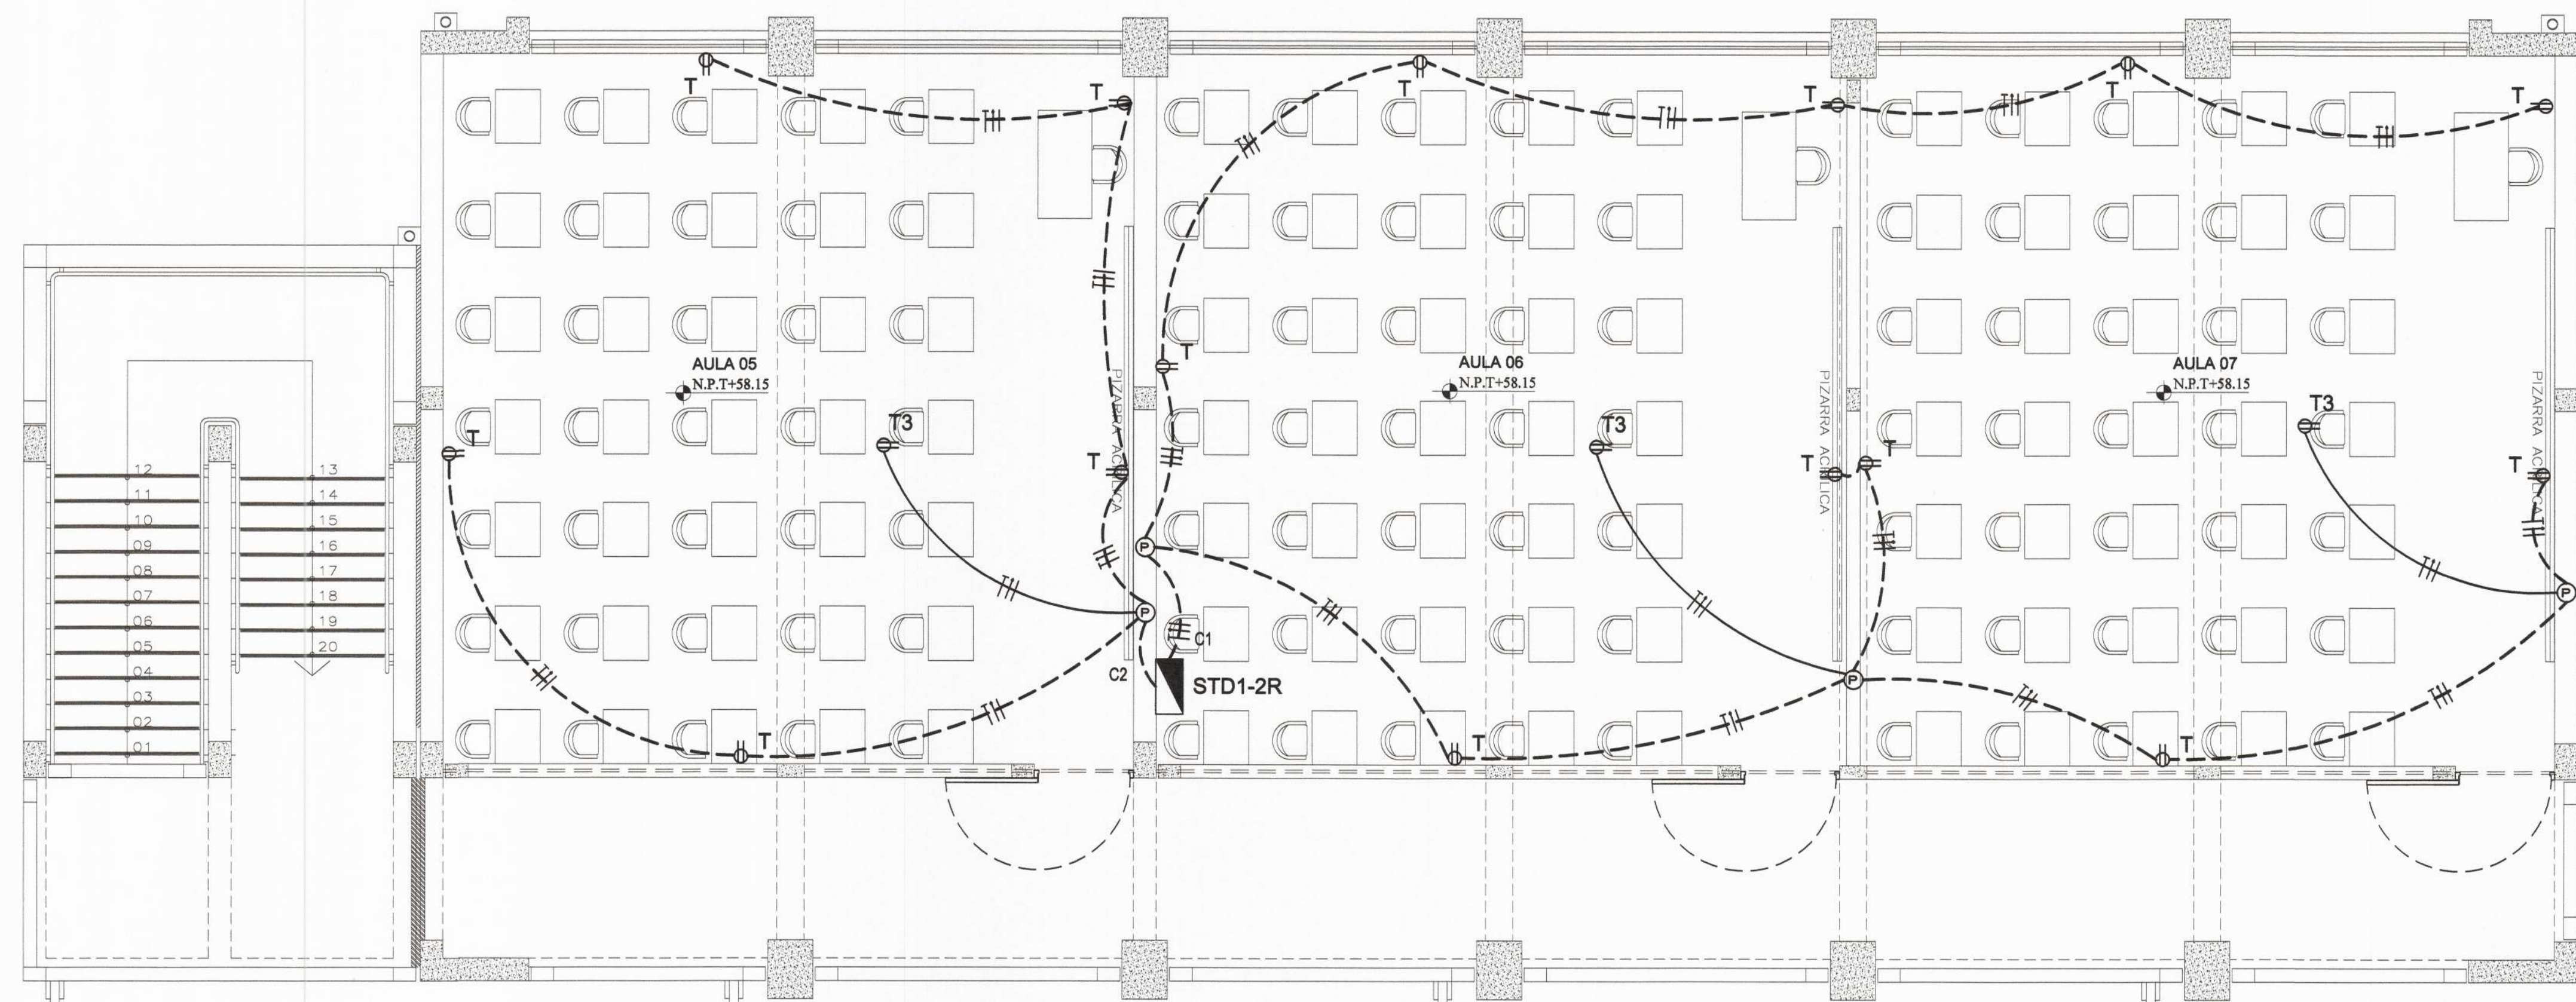 T
T
T
T
T
T
AULA 05
N.P.T+58.15
AULA 06
N.P.T+58.15
AULA 07
N.P.T+58.15
T
PIZARRA ACRILICA
PIZARRA ACRILICA
PIZARRA ACRILICA
T
T3
T3
T3
T
T
T
T
12
11
10
09
08
07
06
05
04
03
02
01
13
14
15
16
17
18
19
20
P
P
P
P
C1
C2
STD1-2R
T
T
T